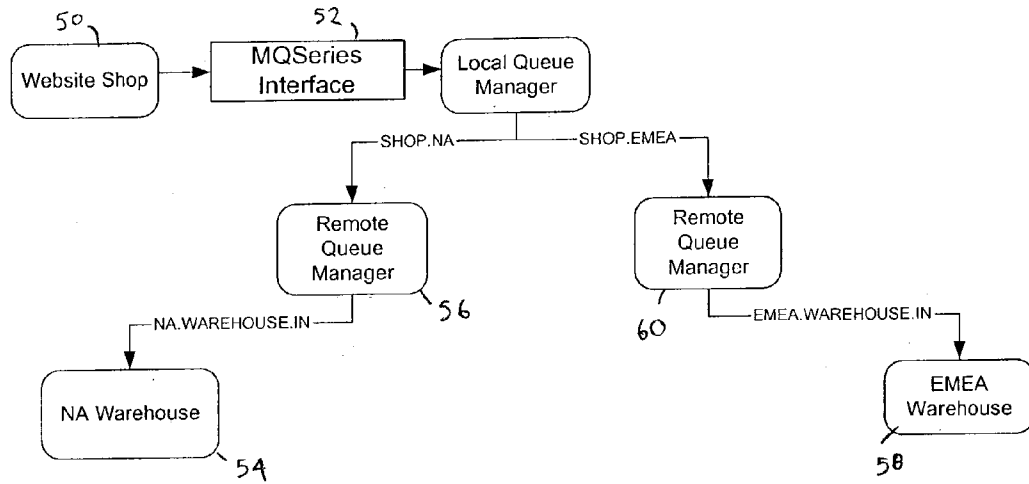 50
52
Website Shop
MQSeries
Interface
Local Queue
Manager
SHOP.NA
SHOP.EMEA
Remote
Queue
Manager
Remote
Queue
Manager
56
60
NA.WAREHOUSE.IN
EMEA.WAREHOUSE.IN
NA Warehouse
EMEA
Warehouse
54
58